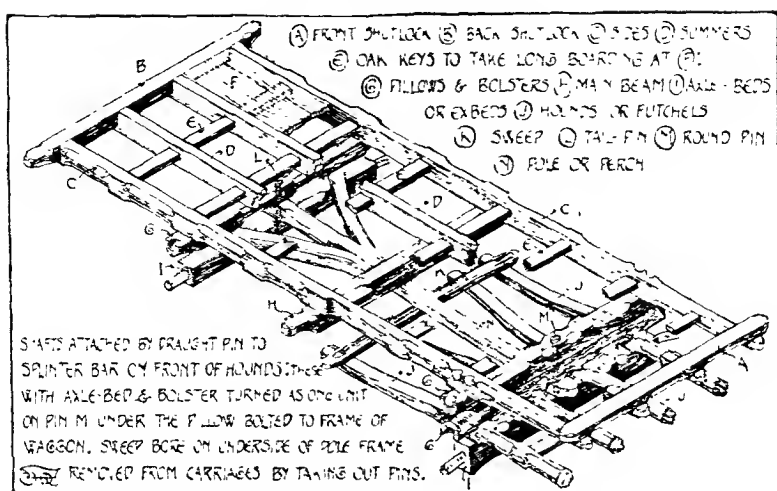 Ⓐ FRONT SHUTLOCK Ⓑ BACK SHUTLOCK Ⓒ SIDES Ⓓ SUMMERS
Ⓔ OAK KEYS TO TAKE LONG BOARDING AT Ⓕ
Ⓖ PILLOWS & BOLSTERS Ⓗ MAIN BEAM Ⓘ AXLE-BEDS
OR EXBEDS Ⓙ HOUNDS OR FUTCHELS
Ⓚ SWEEP Ⓛ TAIL-PIN Ⓜ ROUND PIN
Ⓝ POLE OR PERCH
B
F
E
D
L
C
D
C
G
E
I
K
J
H
M
J
G
A
J
G
I
SHAFTS ATTACHED BY DRAUGHT PIN TO
SPLINTER BAR ON FRONT OF HOUNDS: THESE
WITH AXLE-BED & BOLSTER TURNED AS ONE UNIT
ON PIN M UNDER THE PILLOW BOLTED TO FRAME OF
WAGGON. SWEEP BORE ON UNDERSIDE OF POLE FRAME
REMOVED FROM CARRIAGES BY TAKING OUT PINS.